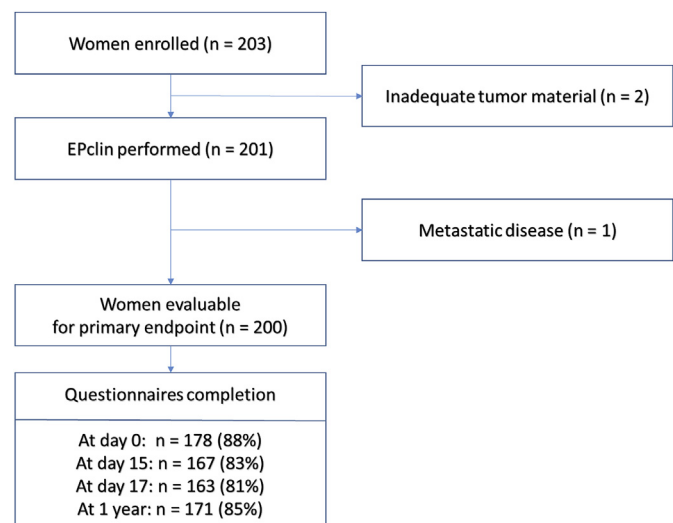 Women enrolled (n = 203)
Inadequate tumor material (n = 2)
EPclin performed (n = 201)
Metastatic disease (n = 1)
Women evaluable
for primary endpoint (n = 200)
Questionnaires completion
At day 0: n = 178 (88%)
At day 15: n = 167 (83%)
At day 17: n = 163 (81%)
At 1 year: n = 171 (85%)